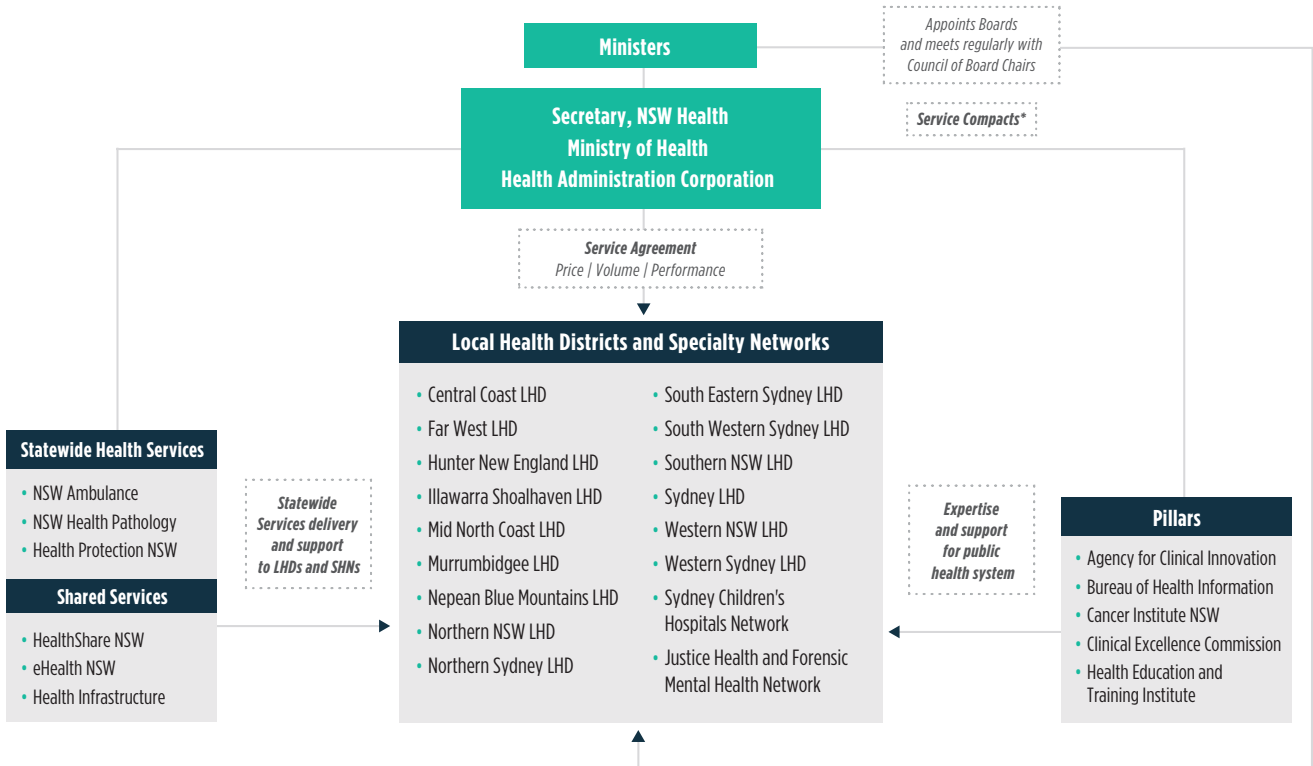 Ministers
Appoints Boards
and meets regularly with
Council of Board Chairs
Secretary, NSW Health
Ministry of Health
Health Administration Corporation
Service Compacts*
Service Agreement
Price | Volume | Performance
Local Health Districts and Specialty Networks
• Central Coast LHD
• Far West LHD
• Hunter New England LHD
• Illawarra Shoalhaven LHD
• Mid North Coast LHD
• Murrumbidgee LHD
• Nepean Blue Mountains LHD
• Northern NSW LHD
• Northern Sydney LHD
• South Eastern Sydney LHD
• South Western Sydney LHD
• Southern NSW LHD
• Sydney LHD
• Western NSW LHD
• Western Sydney LHD
• Sydney Children's
Hospitals Network
• Justice Health and Forensic
Mental Health Network
Statewide Health Services
• NSW Ambulance
• NSW Health Pathology
• Health Protection NSW
Shared Services
• HealthShare NSW
• eHealth NSW
• Health Infrastructure
Statewide
Services delivery
and support
to LHDs and SHNs
Expertise
and support
for public
health system
Pillars
• Agency for Clinical Innovation
• Bureau of Health Information
• Cancer Institute NSW
• Clinical Excellence Commission
• Health Education and
Training Institute